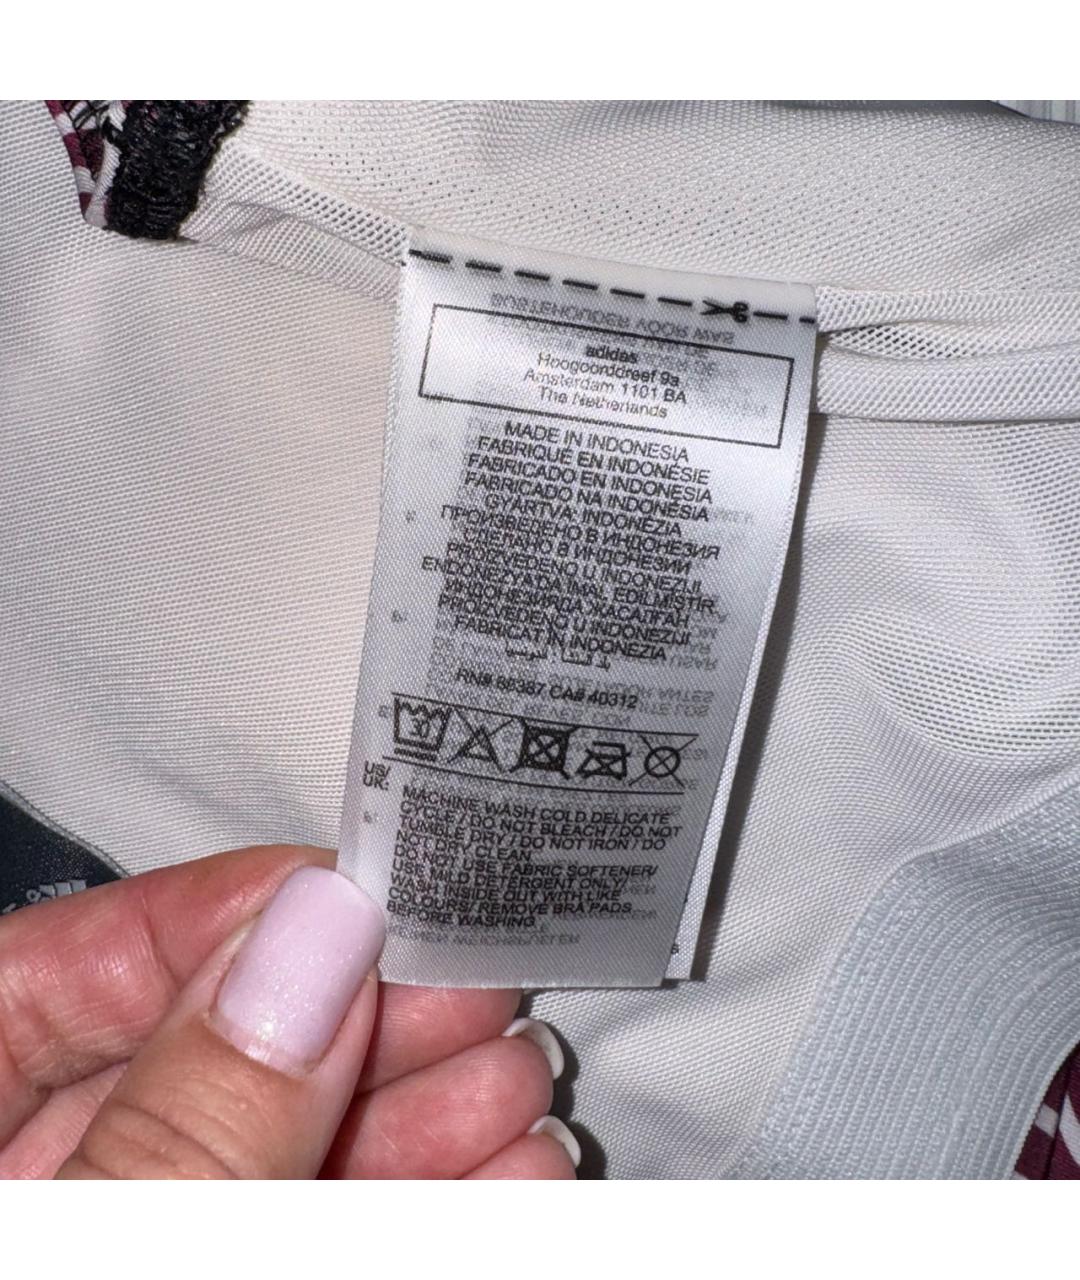 adidas
Hoogoorddreef 9a
Amsterdam 1101 BA
The Netherlands
MADE IN INDONESIA
FABRIQUÉ EN INDONÉSIE
FABRICADO EN INDONESIA
FABRICADO NA INDONÉSIA
GYÁRTVA: INDONÉZIA
ПРОИЗВЕДЕНО В ИНДОНЕЗИЯ
СДЕЛАНО В ИНДОНЕЗИИ
PROIZVEDENO U INDONEZIJI
ENDONEZYA'DA İMAL EDİLMİŞTİR
ИНДОНЕЗИЯДА ЖАСАЛҒАН
PROIZVEDENO U INDONEZIJI
FABRICAT ÎN INDONEZIA
RN# 88387 CA# 40312
US/
UK:
MACHINE WASH COLD DELICATE
CYCLE / DO NOT BLEACH / DO NOT
TUMBLE DRY / DO NOT IRON / DO
NOT DRY CLEAN
DO NOT USE FABRIC SOFTENER/
USE MILD DETERGENT ONLY/
WASH INSIDE OUT WITH LIKE
COLOURS/ REMOVE BRA PADS
BEFORE WASHING